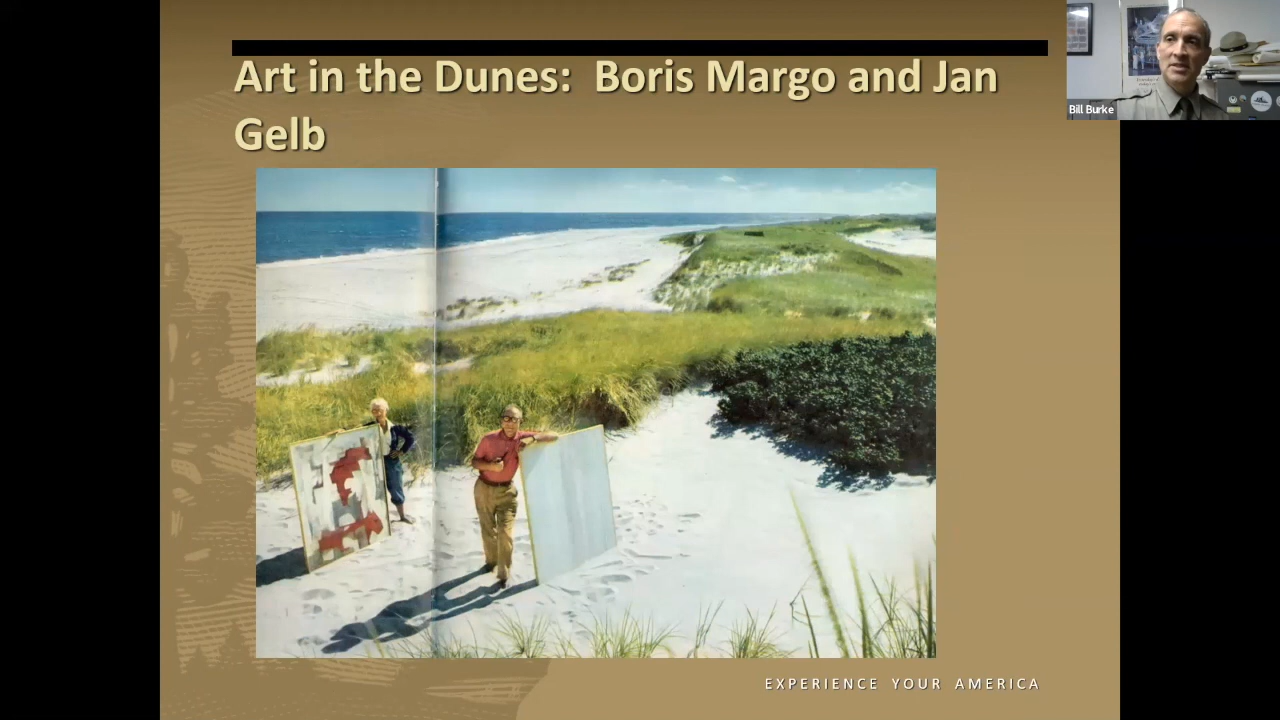 Art in the Dunes: Boris Margo and Jan
Gelb
Bill Burke
EXPERIENCE YOUR AMERICA